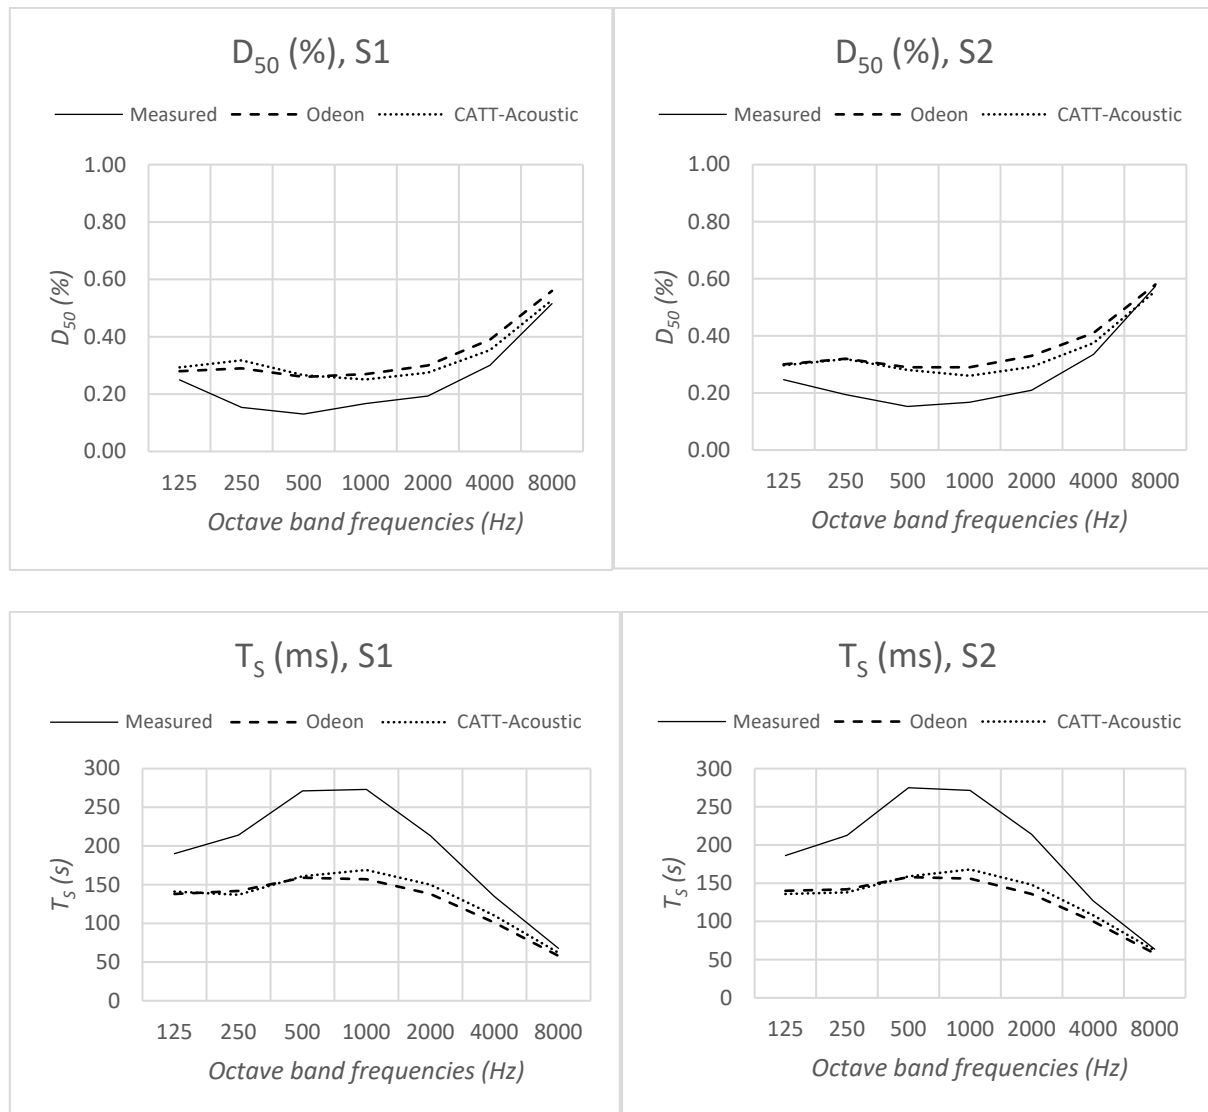 D50 (%), S1
Measured Odeon CATT-Acoustic
1.00
0.80
0.60
0.40
0.20
0.00
D50 (%)
125 250 500 1000 2000 4000 8000
Octave band frequencies (Hz)
D50 (%), S2
Measured Odeon CATT-Acoustic
1.00
0.80
0.60
0.40
0.20
0.00
D50 (%)
125 250 500 1000 2000 4000 8000
Octave band frequencies (Hz)
TS (ms), S1
Measured Odeon CATT-Acoustic
300
250
200
150
100
50
0
TS (s)
125 250 500 1000 2000 4000 8000
Octave band frequencies (Hz)
TS (ms), S2
Measured Odeon CATT-Acoustic
300
250
200
150
100
50
0
TS (s)
125 250 500 1000 2000 4000 8000
Octave band frequencies (Hz)